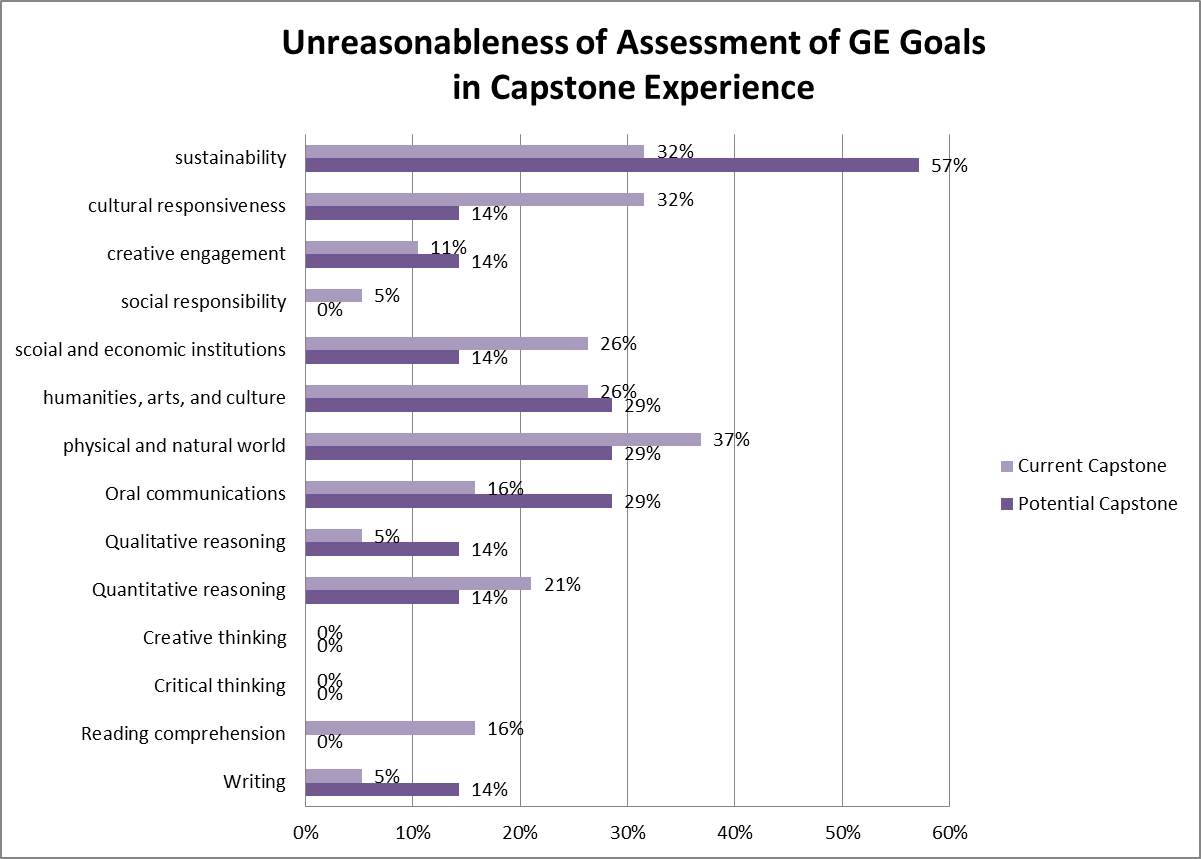 Unreasonableness of Assessment of GE Goals
in Capstone Experience
sustainability
32%
57%
cultural responsiveness
32%
14%
creative engagement
11%
14%
social responsibility
5%
0%
scoial and economic institutions
26%
14%
humanities, arts, and culture
26%
29%
physical and natural world
37%
29%
Oral communications
16%
29%
Qualitative reasoning
5%
14%
Quantitative reasoning
21%
14%
Creative thinking
0%
0%
Critical thinking
0%
0%
Reading comprehension
16%
0%
Writing
5%
14%
0% 10% 20% 30% 40% 50% 60%
Current Capstone
Potential Capstone